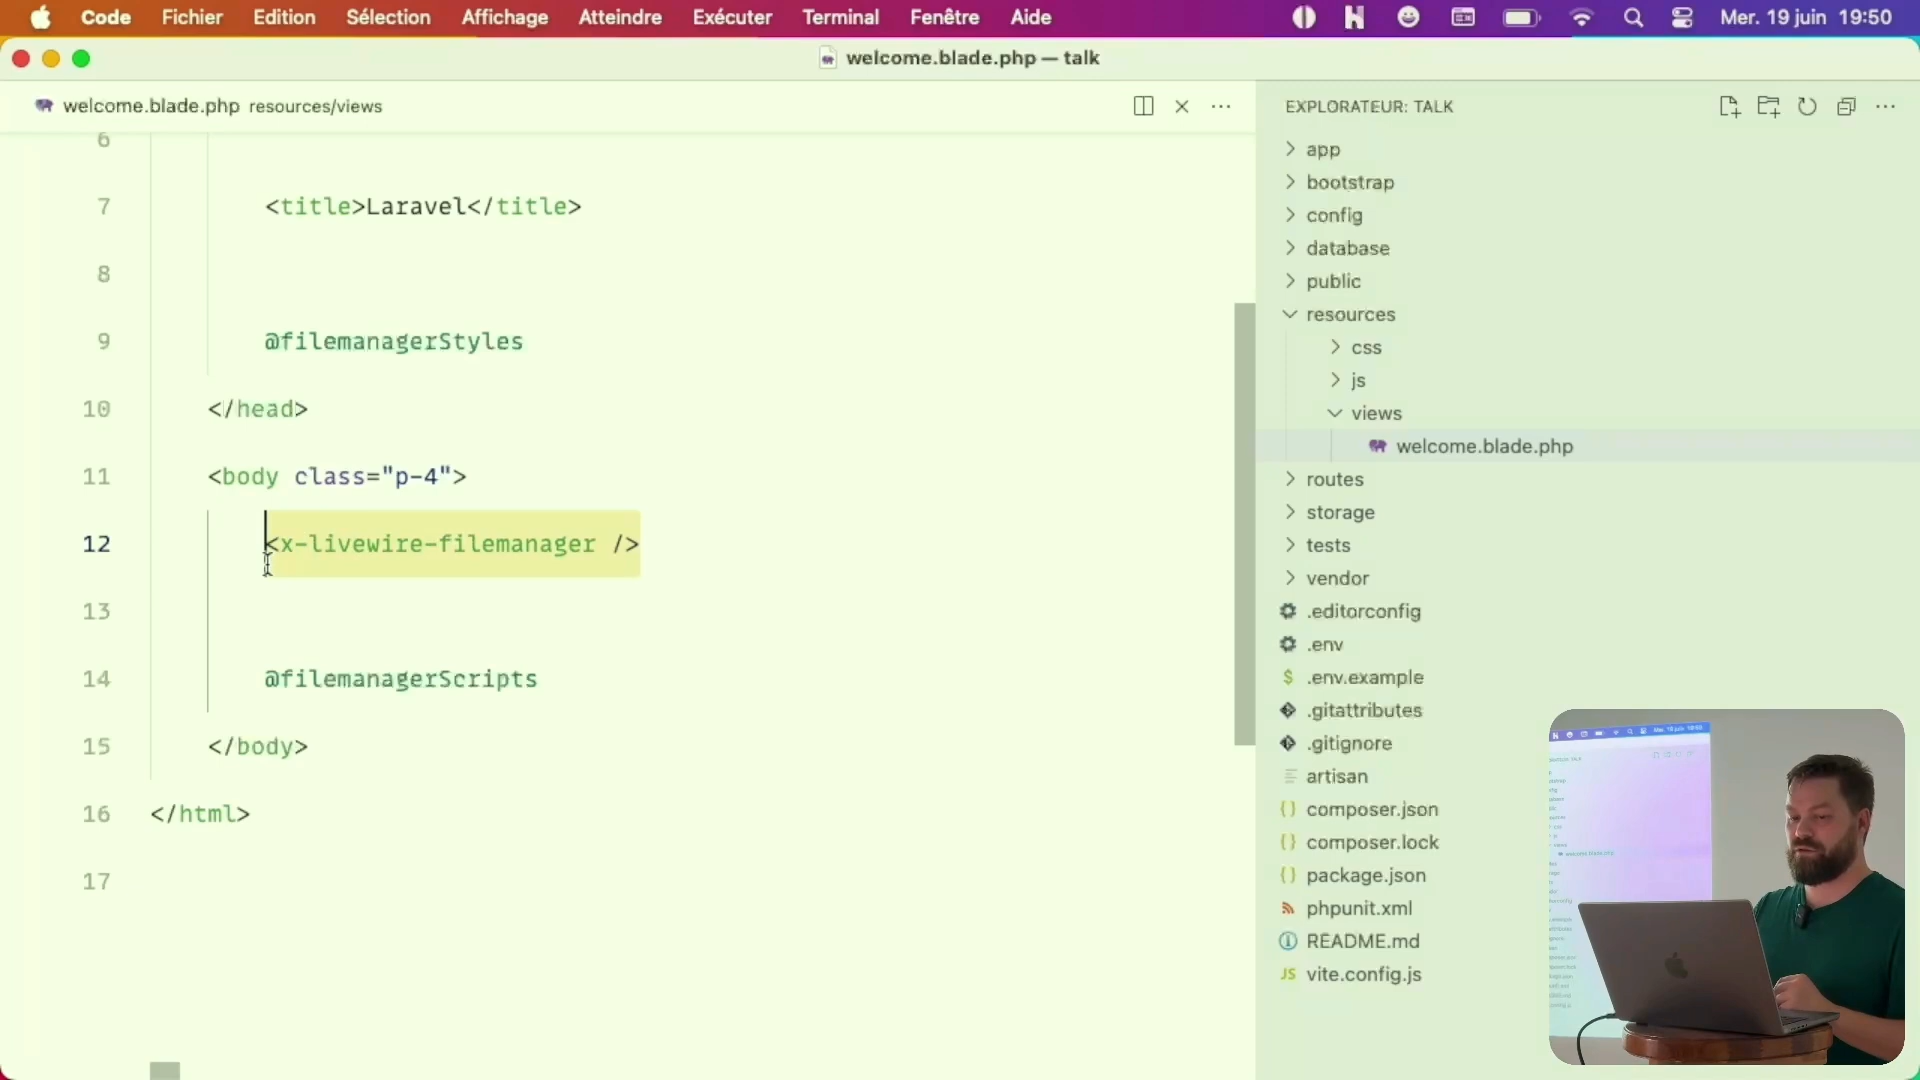 Code Fichier Edition Sélection Affichage Atteindre Exécuter Terminal Fenêtre Aide Mer. 19 juin 19:50
welcome.blade.php — talk
welcome.blade.php resources/views
6
7 <title>Laravel</title>
8
9 @filemanagerStyles
10 </head>
11 <body class="p-4">
12 <x-livewire-filemanager />
13
14 @filemanagerScripts
15 </body>
16 </html>
17
EXPLORATEUR: TALK
app
bootstrap
config
database
public
resources
css
js
views
welcome.blade.php
routes
storage
tests
vendor
.editorconfig
.env
$ .env.example
.gitattributes
.gitignore
artisan
{} composer.json
{} composer.lock
{} package.json
phpunit.xml
README.md
JS vite.config.js